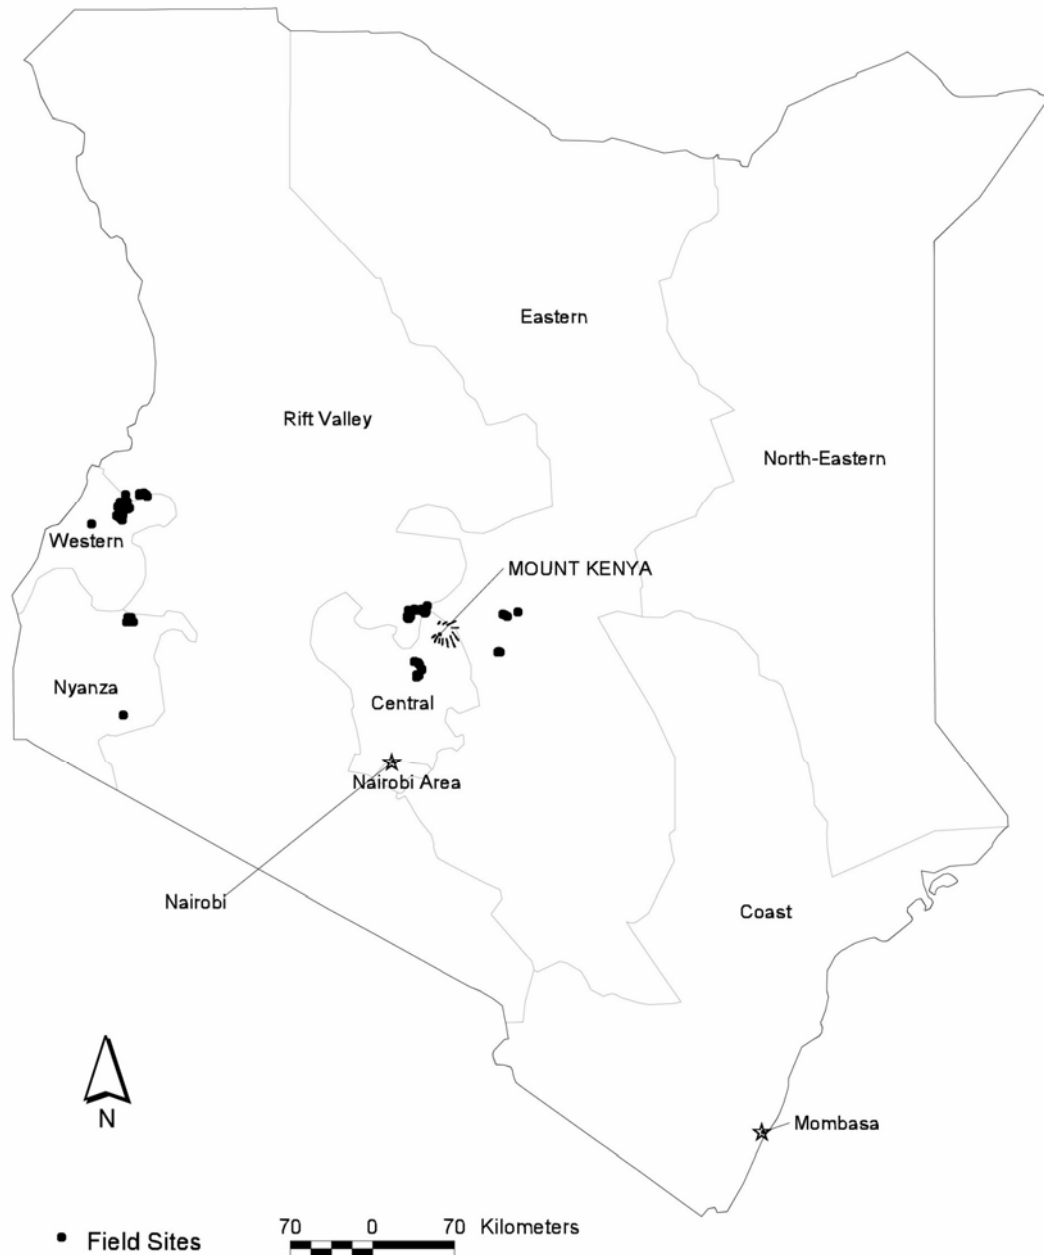 Eastern
Rift Valley
North-Eastern
Western
MOUNT KENYA
Nyanza
Central
Nairobi Area
Nairobi
Coast
N
Mombasa
70 0 70 Kilometers
Field Sites